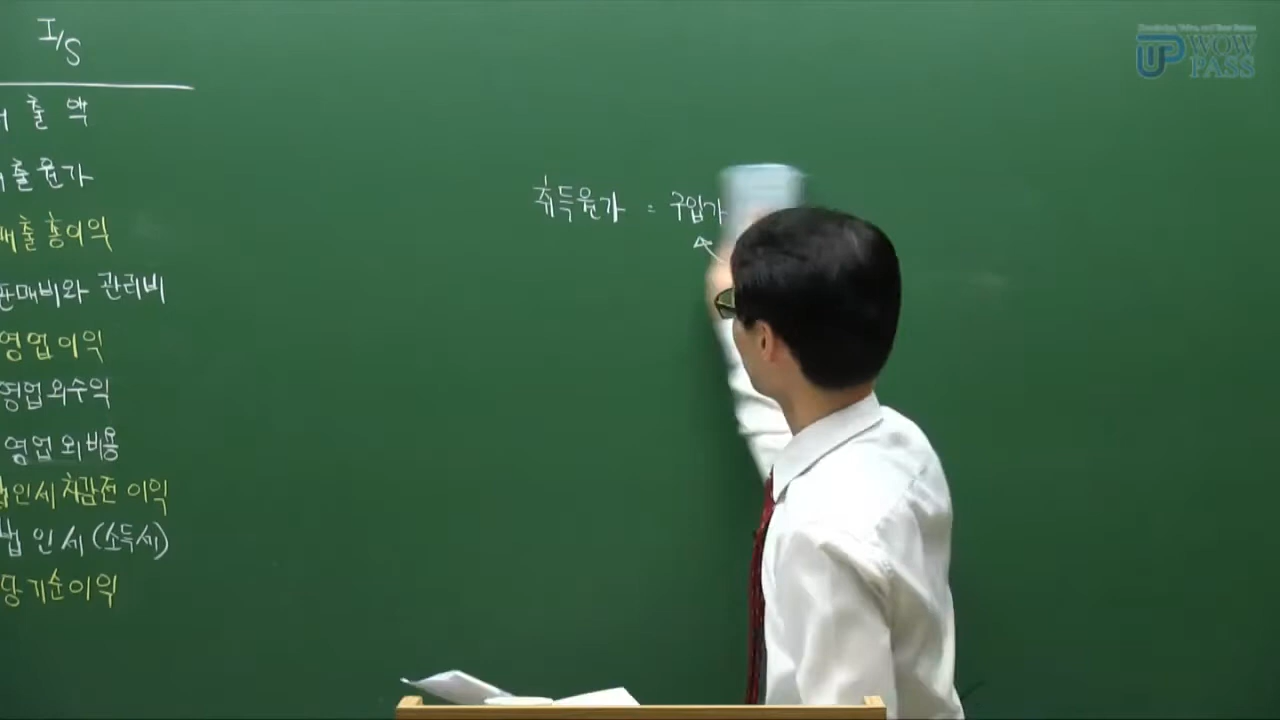 I/S
출 액
출원가
매출총이익
판매비와 관리비
영업이익
영업외수익
영업외비용
법인세차감전 이익
법인세(소득세)
당기순이익
취득원가 = 구입가
UP WOW PASS